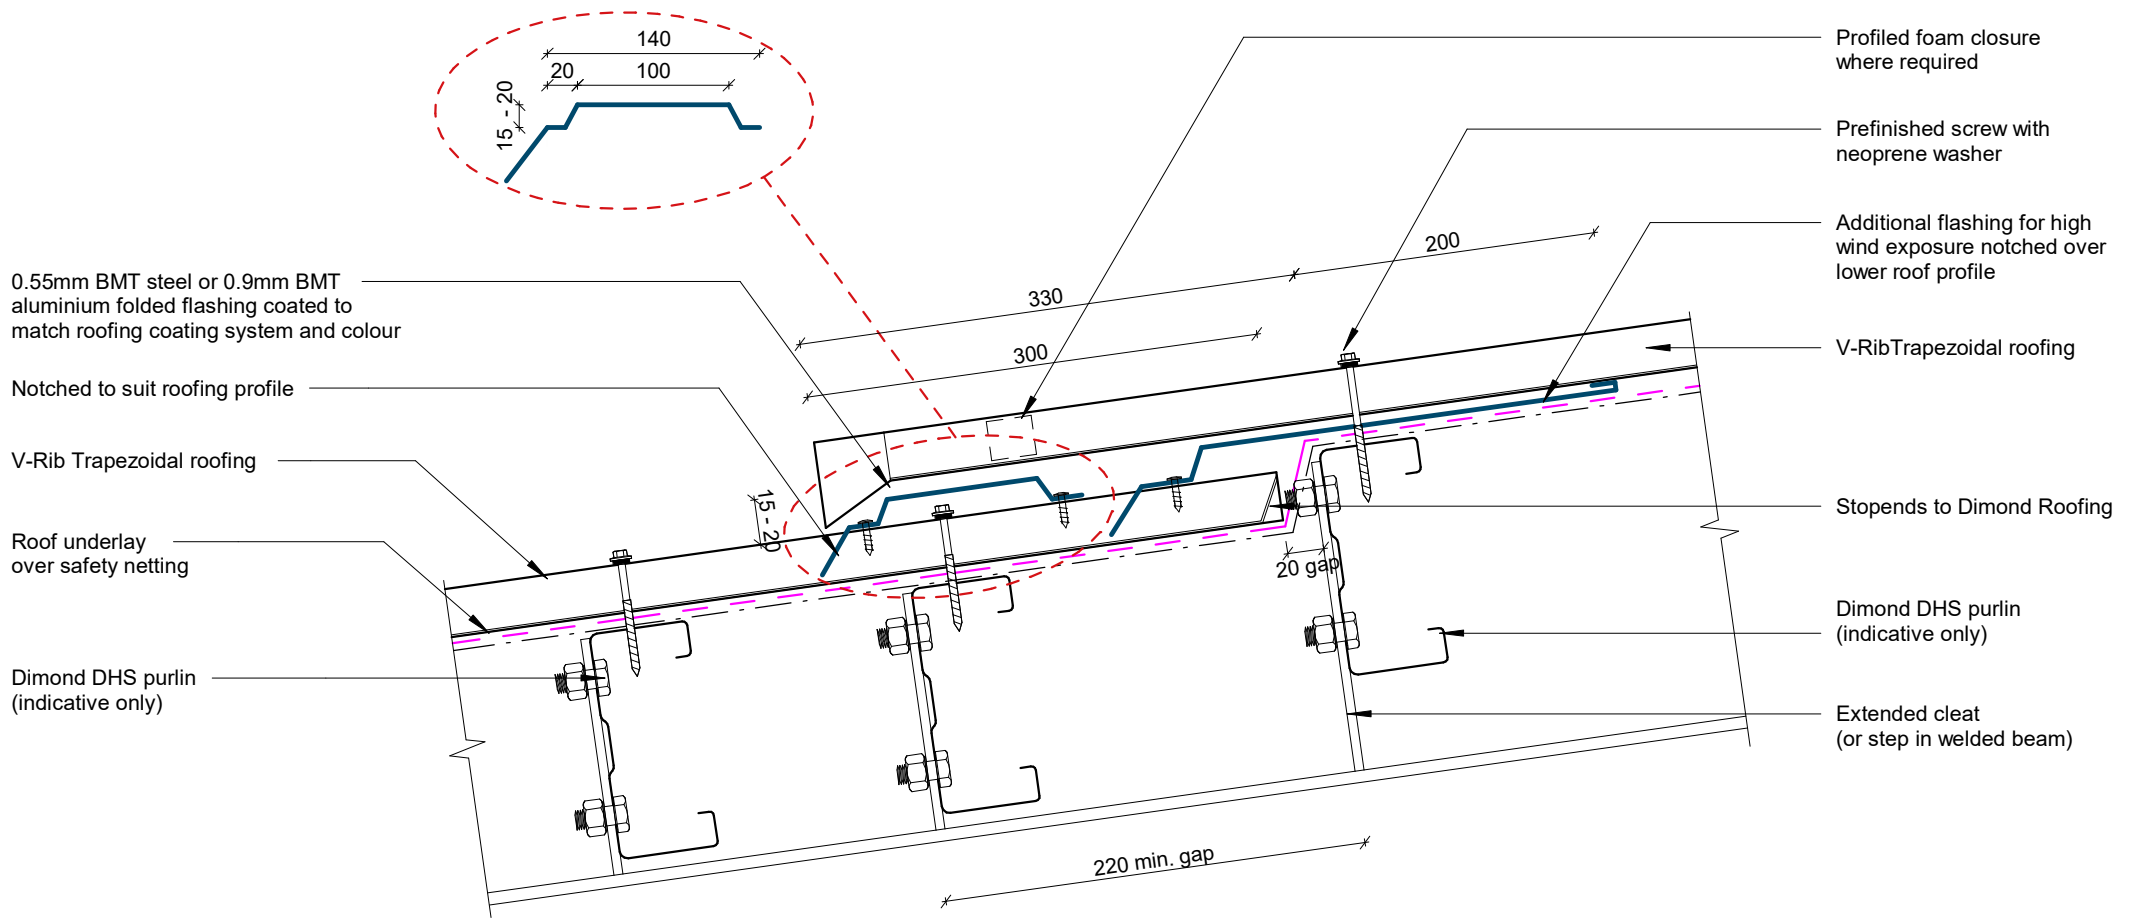 140
20
100
15 - 20
Profiled foam closure
where required
Prefinished screw with
neoprene washer
Additional flashing for high
wind exposure notched over
lower roof profile
200
330
300
0.55mm BMT steel or 0.9mm BMT
aluminium folded flashing coated to
match roofing coating system and colour
V-RibTrapezoidal roofing
Notched to suit roofing profile
V-Rib Trapezoidal roofing
15 - 20
Stopends to Dimond Roofing
Roof underlay
over safety netting
20 gap
Dimond DHS purlin
(indicative only)
Dimond DHS purlin
(indicative only)
Extended cleat
(or step in welded beam)
220 min. gap